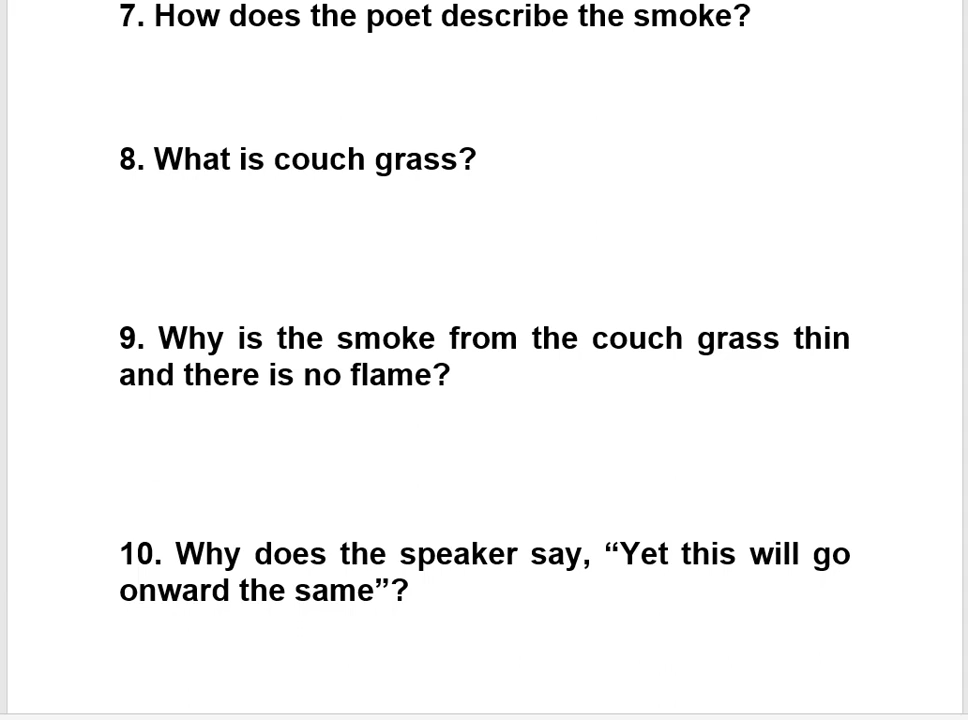 7. How does the poet describe the smoke?
8. What is couch grass?
9. Why is the smoke from the couch grass thin
and there is no flame?
10. Why does the speaker say, “Yet this will go
onward the same”?